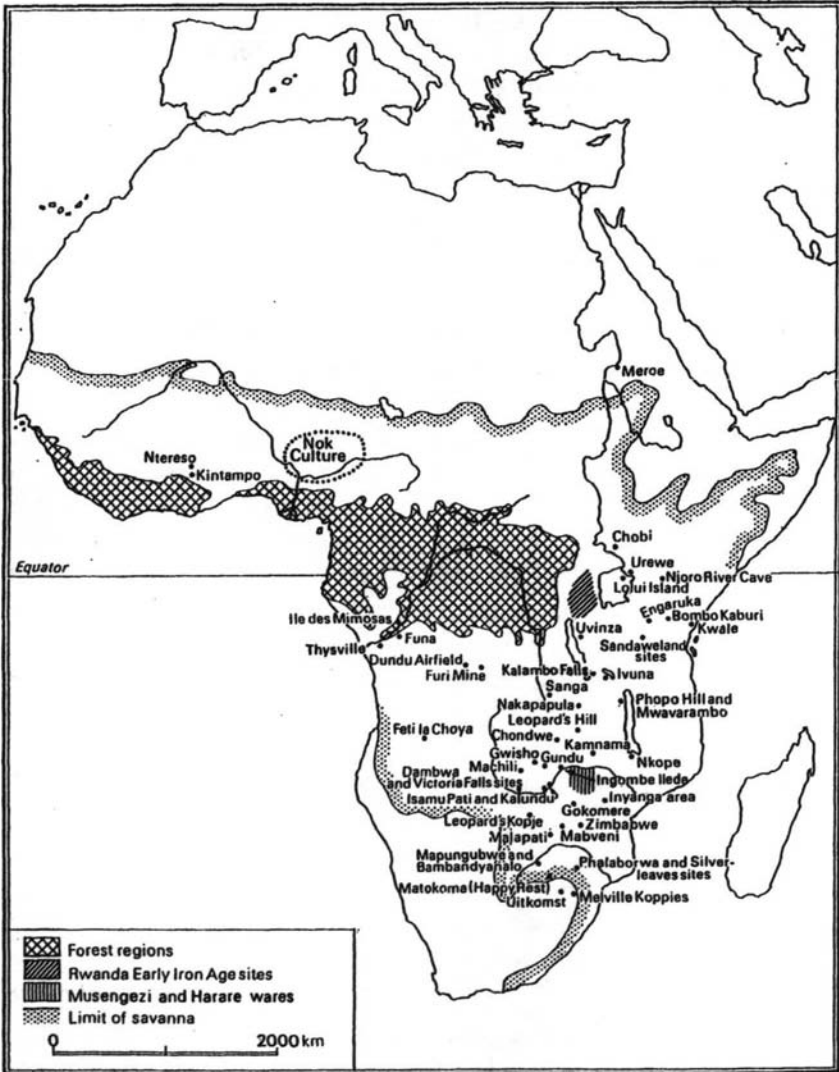 Meroe
Nok
Culture
Ntereso
Kintampo
Chobi
Equator
Urewe
Lolui Island
Njoro River Cave
Engaruka
Bombo Kaburi
Kwale
Ile des Mimosas
Uvinza
Sandaweland
sites
Funa
Thysville
Dundu Airfield
Furi Mine
Kalambo Falls
Ivuna
Sanga
Nakapapula
Phopo Hill and
Mwavarambo
Leopard's Hill
Feti la Choya
Chondwe
Kamnama
Gwisho
Gundu
Nkope
Machili
Dambwa
and Victoria Falls sites
Ingombe Ilede
Isamu Pati and Kalundu
Inyanga area
Gokomere
Leopard's Kopje
Zimbabwe
Malapati
Mabveni
Mapungubwe and
Bambandyanalo
Phalaborwa and Silver-
leaves sites
Matokoma (Happy Rest)
Uitkomst
Melville Koppies
Forest regions
Rwanda Early Iron Age sites
Musengezi and Harare wares
Limit of savanna
0 2000 km